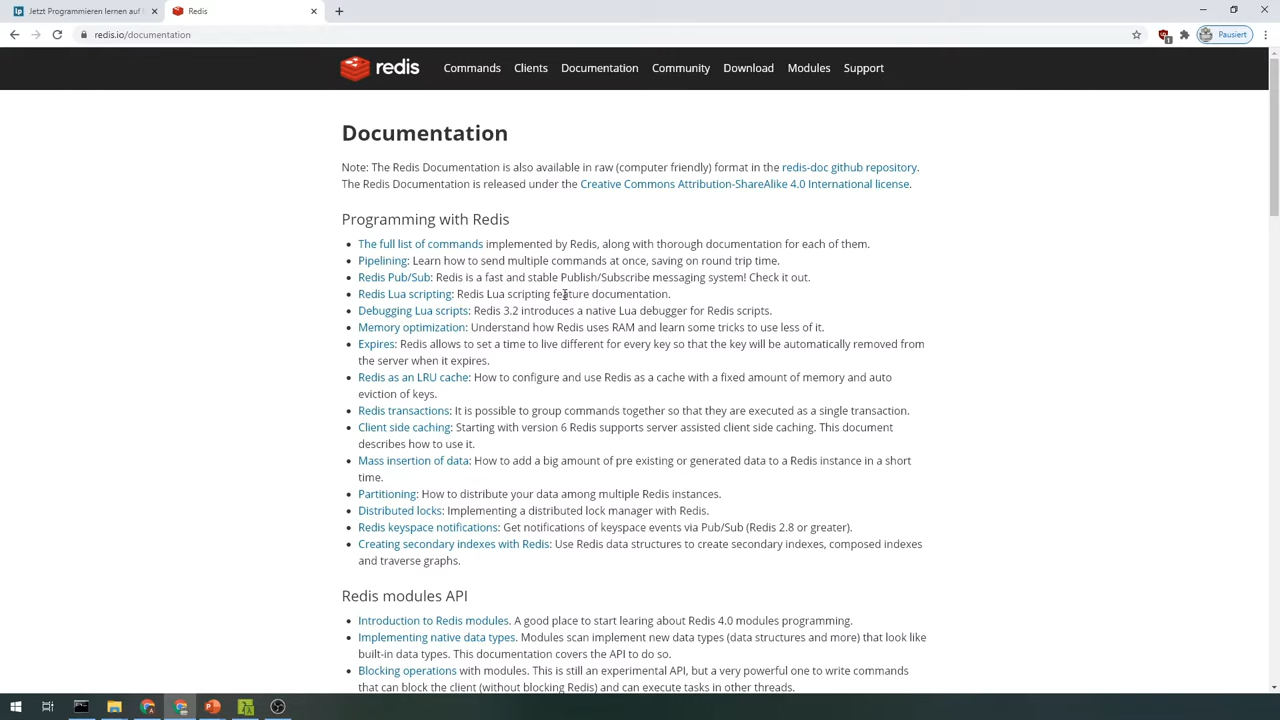 Jetzt Programmieren lernen auf
Redis
redis.io/documentation
1
Pausiert
redis
Commands
Clients
Documentation
Community
Download
Modules
Support
Documentation
Note: The Redis Documentation is also available in raw (computer friendly) format in the redis-doc github repository.
The Redis Documentation is released under the Creative Commons Attribution-ShareAlike 4.0 International license.
Programming with Redis
The full list of commands implemented by Redis, along with thorough documentation for each of them.
Pipelining: Learn how to send multiple commands at once, saving on round trip time.
Redis Pub/Sub: Redis is a fast and stable Publish/Subscribe messaging system! Check it out.
Redis Lua scripting: Redis Lua scripting feature documentation.
Debugging Lua scripts: Redis 3.2 introduces a native Lua debugger for Redis scripts.
Memory optimization: Understand how Redis uses RAM and learn some tricks to use less of it.
Expires: Redis allows to set a time to live different for every key so that the key will be automatically removed from
the server when it expires.
Redis as an LRU cache: How to configure and use Redis as a cache with a fixed amount of memory and auto
eviction of keys.
Redis transactions: It is possible to group commands together so that they are executed as a single transaction.
Client side caching: Starting with version 6 Redis supports server assisted client side caching. This document
describes how to use it.
Mass insertion of data: How to add a big amount of pre existing or generated data to a Redis instance in a short
time.
Partitioning: How to distribute your data among multiple Redis instances.
Distributed locks: Implementing a distributed lock manager with Redis.
Redis keyspace notifications: Get notifications of keyspace events via Pub/Sub (Redis 2.8 or greater).
Creating secondary indexes with Redis: Use Redis data structures to create secondary indexes, composed indexes
and traverse graphs.
Redis modules API
Introduction to Redis modules. A good place to start learing about Redis 4.0 modules programming.
Implementing native data types. Modules scan implement new data types (data structures and more) that look like
built-in data types. This documentation covers the API to do so.
Blocking operations with modules. This is still an experimental API, but a very powerful one to write commands
that can block the client (without blocking Redis) and can execute tasks in other threads.